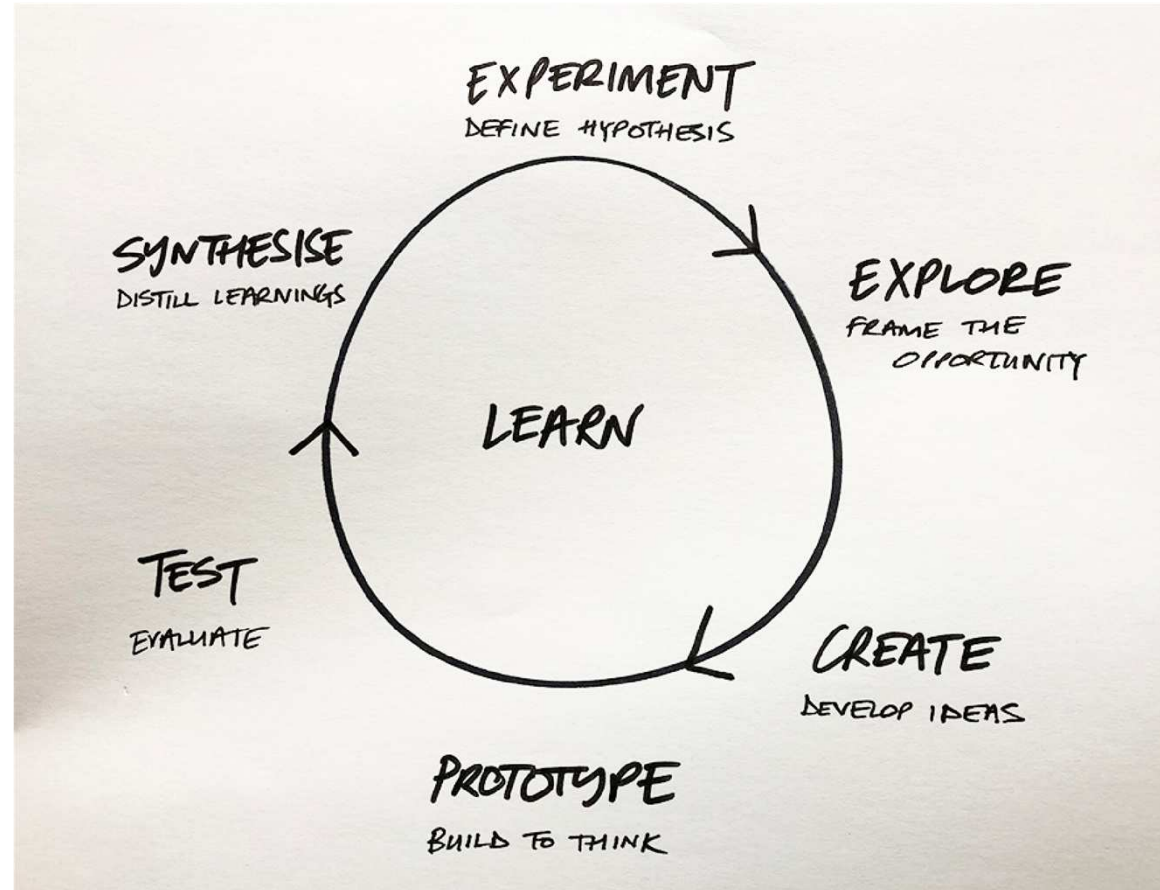 EXPERIMENT
DEFINE HYPOTHESIS
SYNTHESISE
DISTILL LEARNINGS
EXPLORE
FRAME THE
OPPORTUNITY
LEARN
TEST
EVALUATE
CREATE
DEVELOP IDEAS
PROTOTYPE
BUILD TO THINK